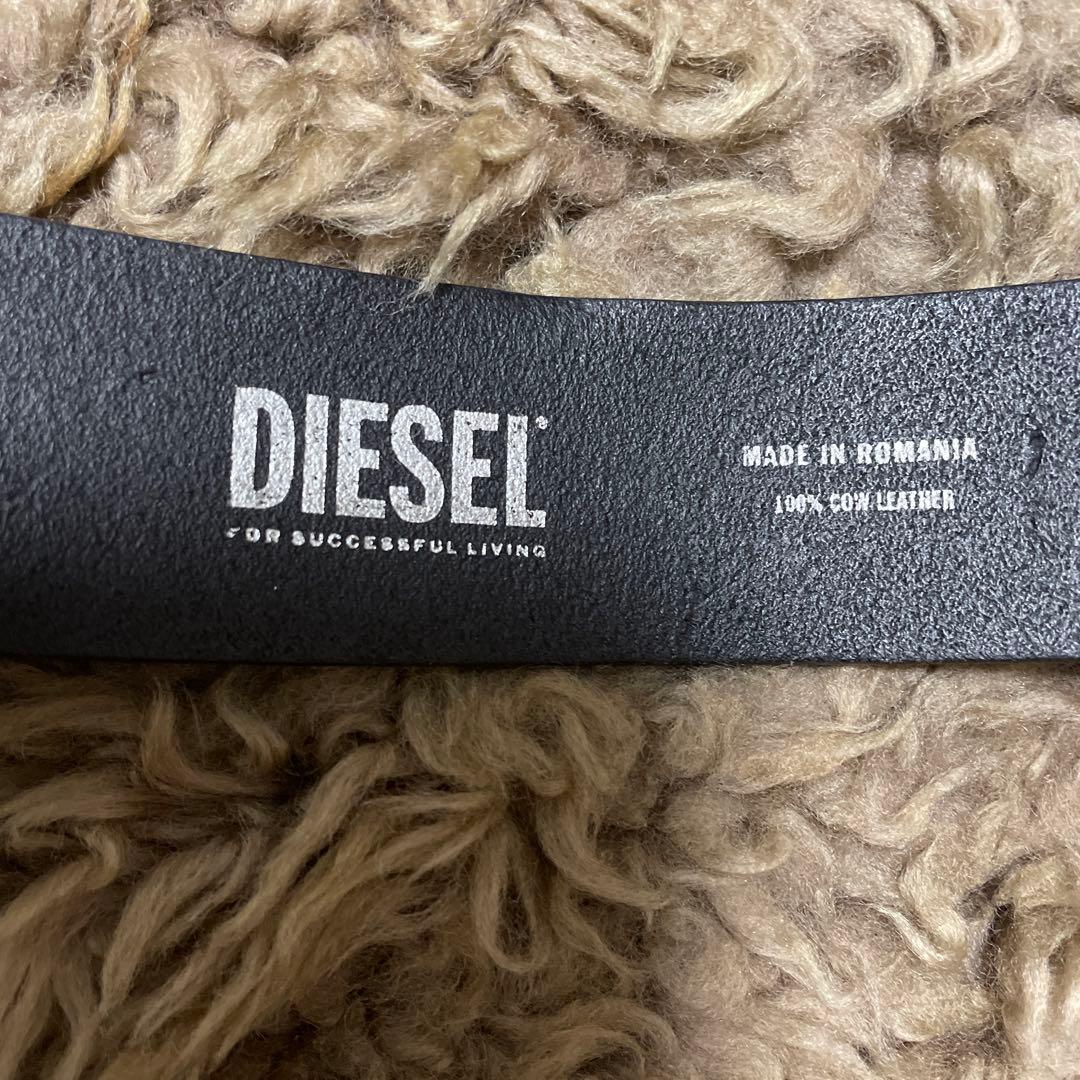 DIESEL
FOR SUCCESSFUL LIVING
MADE IN ROMANIA
100% COW LEATHER